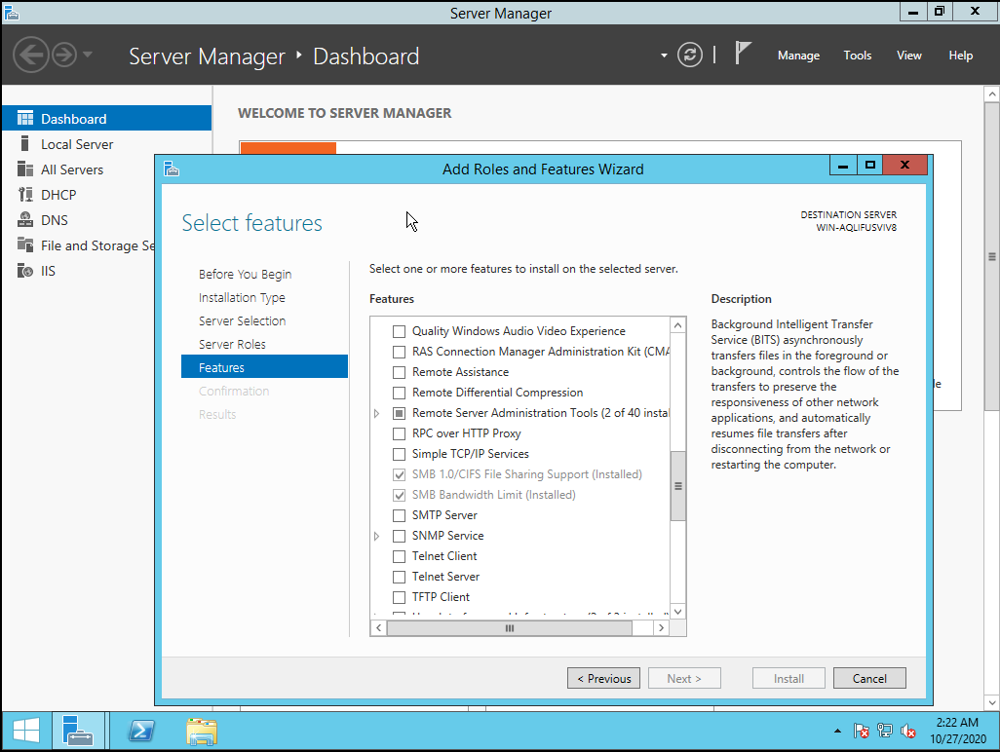 Server Manager
Server Manager ‣ Dashboard
Manage
Tools
View
Help
Dashboard
Local Server
All Servers
DHCP
DNS
File and Storage Se
IIS
WELCOME TO SERVER MANAGER
Add Roles and Features Wizard
Select features
DESTINATION SERVER
WIN-AQLIFUSVIV8
Before You Begin
Installation Type
Server Selection
Server Roles
Features
Confirmation
Results
Select one or more features to install on the selected server.
Features
Quality Windows Audio Video Experience
RAS Connection Manager Administration Kit (CMA
Remote Assistance
Remote Differential Compression
Remote Server Administration Tools (2 of 40 instal
RPC over HTTP Proxy
Simple TCP/IP Services
SMB 1.0/CIFS File Sharing Support (Installed)
SMB Bandwidth Limit (Installed)
SMTP Server
SNMP Service
Telnet Client
Telnet Server
TFTP Client
Description
Background Intelligent Transfer
Service (BITS) asynchronously
transfers files in the foreground or
background, controls the flow of the
transfers to preserve the
responsiveness of other network
applications, and automatically
resumes file transfers after
disconnecting from the network or
restarting the computer.
le
< Previous
Next >
Install
Cancel
2:22 AM
10/27/2020